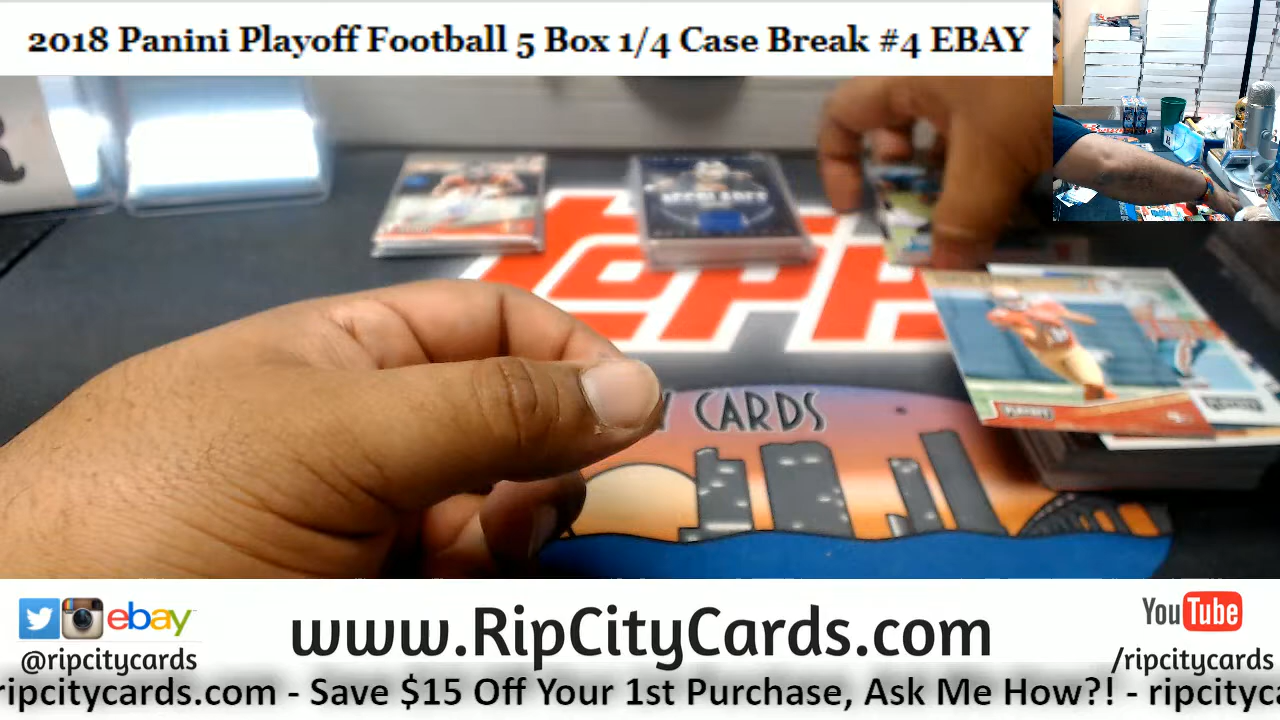 2018 Panini Playoff Football 5 Box 1/4 Case Break #4 EBAY
CARDS
ebay
@ripcitycards
www.RipCityCards.com
YouTube
/ripcitycards
ripcitycards.com - Save $15 Off Your 1st Purchase, Ask Me How?! - ripcityc